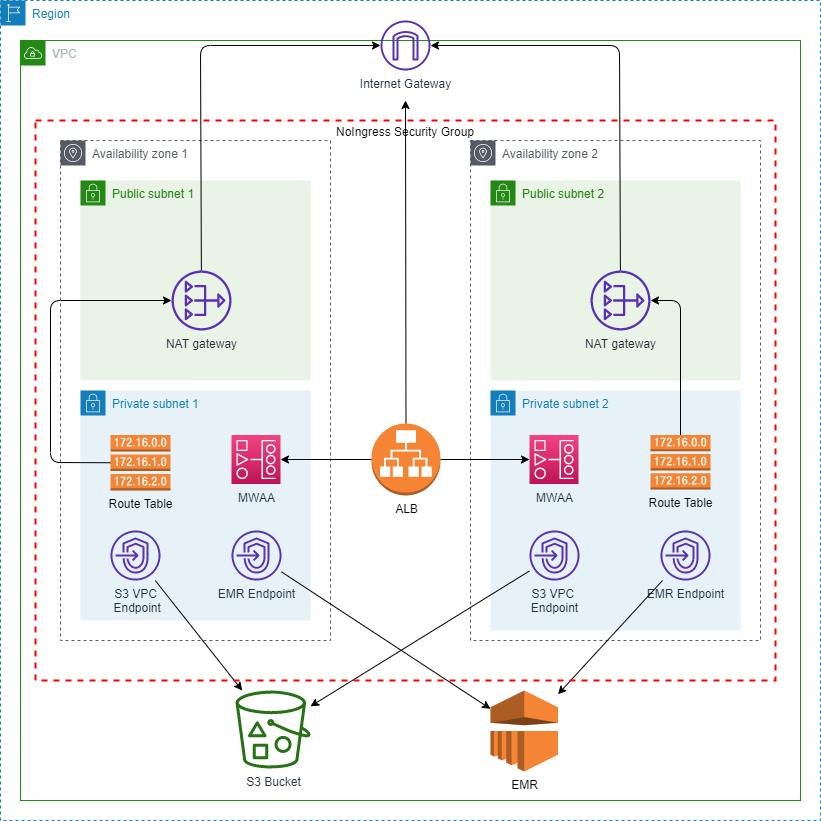 Region
VPC
Internet Gateway
NoIngress Security Group
Availability zone 1
Availability zone 2
Public subnet 1
Public subnet 2
NAT gateway
NAT gateway
Private subnet 1
Private subnet 2
172.16.0.0
172.16.1.0
172.16.2.0
Route Table
MWAA
ALB
MWAA
172.16.0.0
172.16.1.0
172.16.2.0
Route Table
S3 VPC
Endpoint
EMR Endpoint
S3 VPC
Endpoint
EMR Endpoint
S3 Bucket
EMR